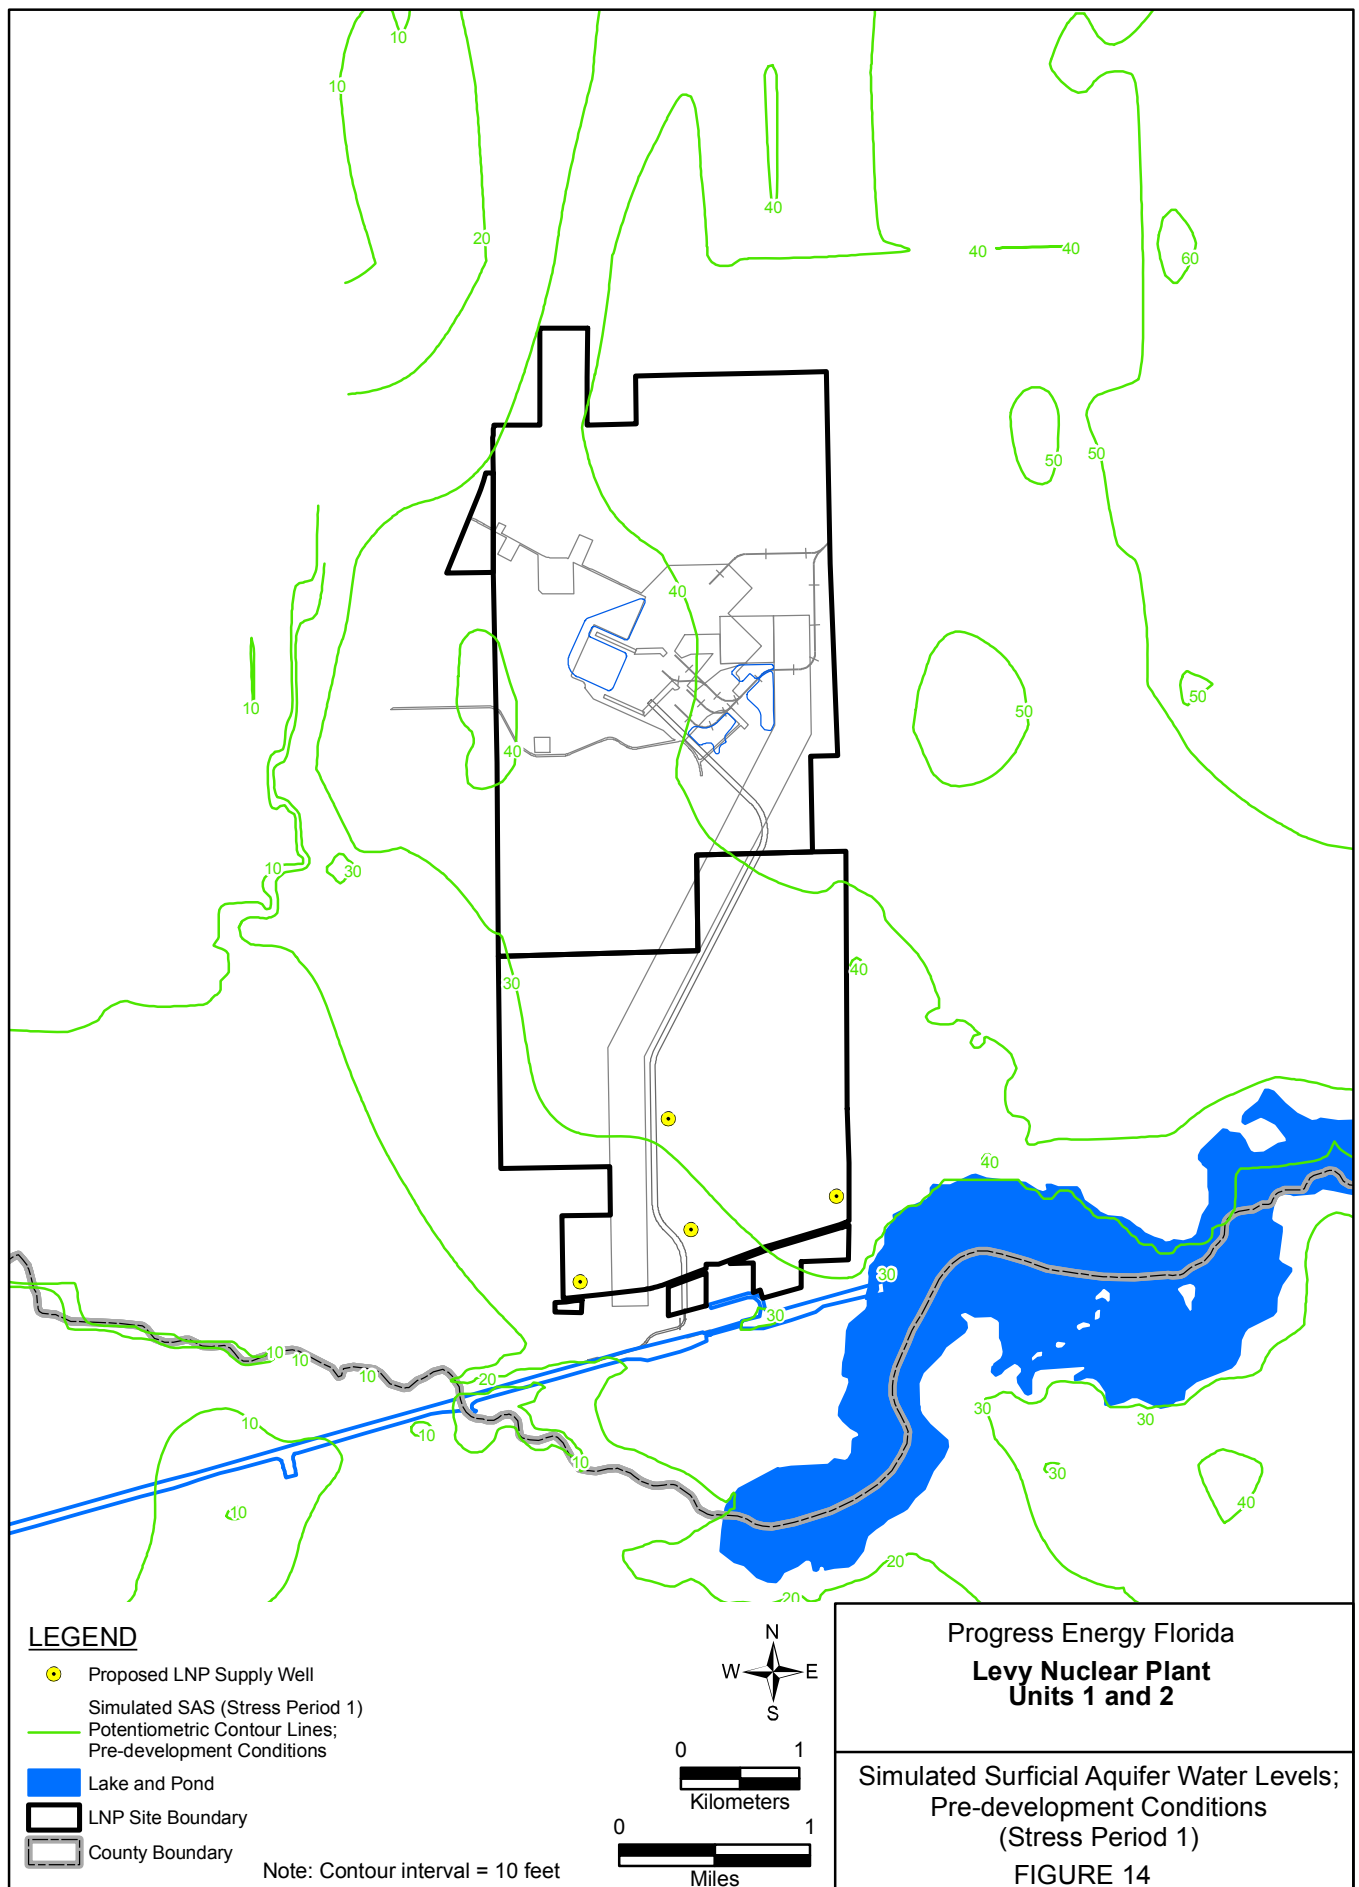 10
10
20
40
40
40
60
50
50
40
10
40
50
50
10
30
30
40
40
30
30
10
10
10
20
10
10
10
10
30
30
30
40
20
20
LEGEND
Proposed LNP Supply Well
Simulated SAS (Stress Period 1)
Potentiometric Contour Lines;
Pre-development Conditions
Lake and Pond
LNP Site Boundary
County Boundary
Note: Contour interval = 10 feet
N
W E
S
0 1
Kilometers
0 1
Miles
Progress Energy Florida
Levy Nuclear Plant
Units 1 and 2
Simulated Surficial Aquifer Water Levels;
Pre-development Conditions
(Stress Period 1)
FIGURE 14